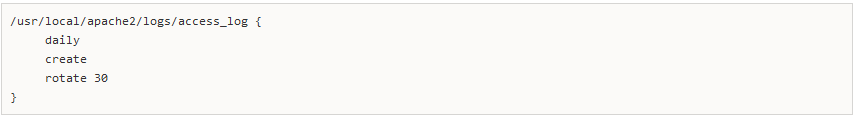 /usr/local/apache2/logs/access_log {
     daily
     create
     rotate 30
}